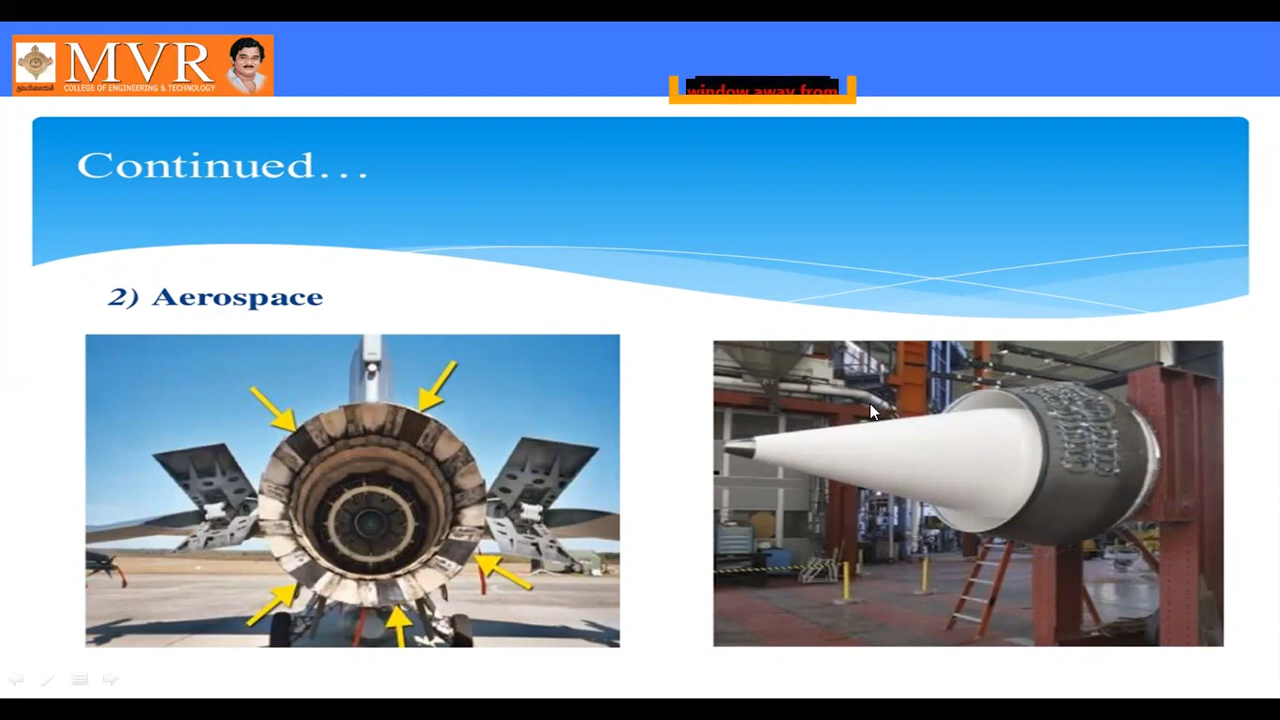 MVR
COLLEGE OF ENGINEERING & TECHNOLOGY
window away from
Continued...
2) Aerospace